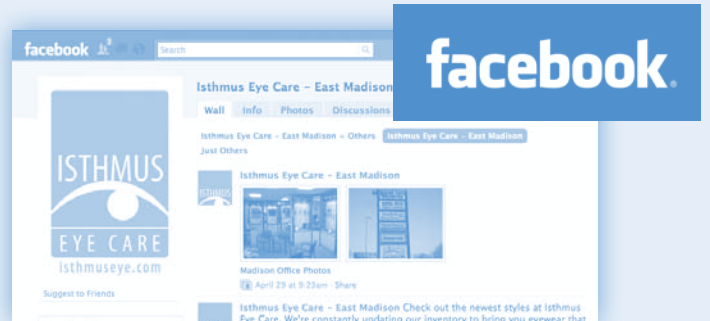 facebook
2
Search
facebook.
Isthmus Eye Care – East Madison
Wall Info Photos Discussions
Isthmus Eye Care – East Madison + Others Isthmus Eye Care – East Madison
Just Others
ISTHMUS
EYE CARE
isthmuseye.com
Suggest to Friends
ISTHMUS
Isthmus Eye Care – East Madison
Madison Office Photos
April 29 at 9:23am · Share
Isthmus Eye Care – East Madison Check out the newest styles at Isthmus
Eye Care. We're constantly updating our inventory to bring you eyewear that